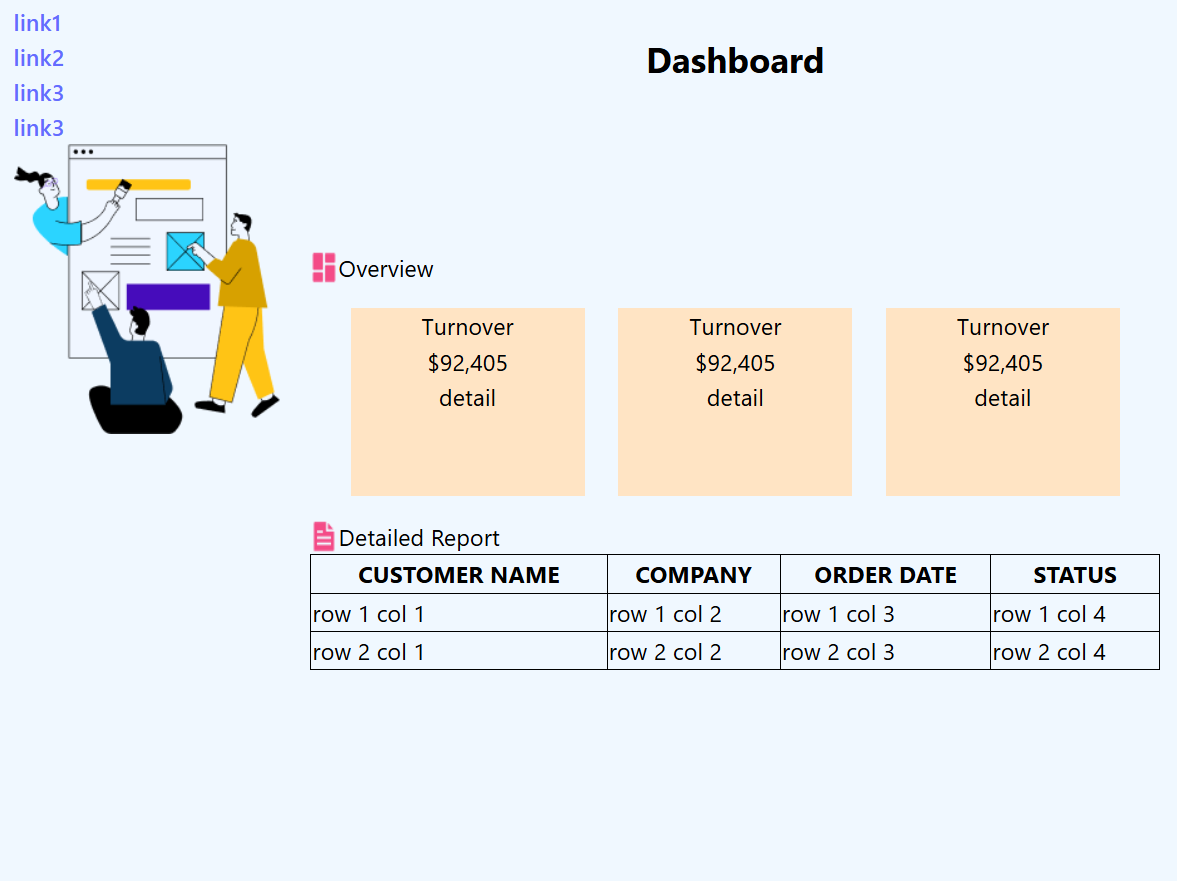 link1
link2
link3
link3
Dashboard
Overview
Turnover
$92,405
detail
Turnover
$92,405
detail
Turnover
$92,405
detail
Detailed Report
CUSTOMER NAME COMPANY ORDER DATE STATUS
row 1 col 1 row 1 col 2 row 1 col 3 row 1 col 4
row 2 col 1 row 2 col 2 row 2 col 3 row 2 col 4